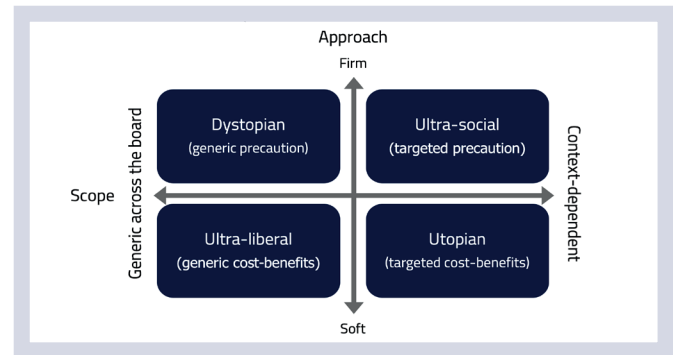 Approach
Firm
Dystopian
(generic precaution)
Ultra-social
(targeted precaution)
Generic across the board
Scope
Context-dependent
Ultra-liberal
(generic cost-benefits)
Utopian
(targeted cost-benefits)
Soft